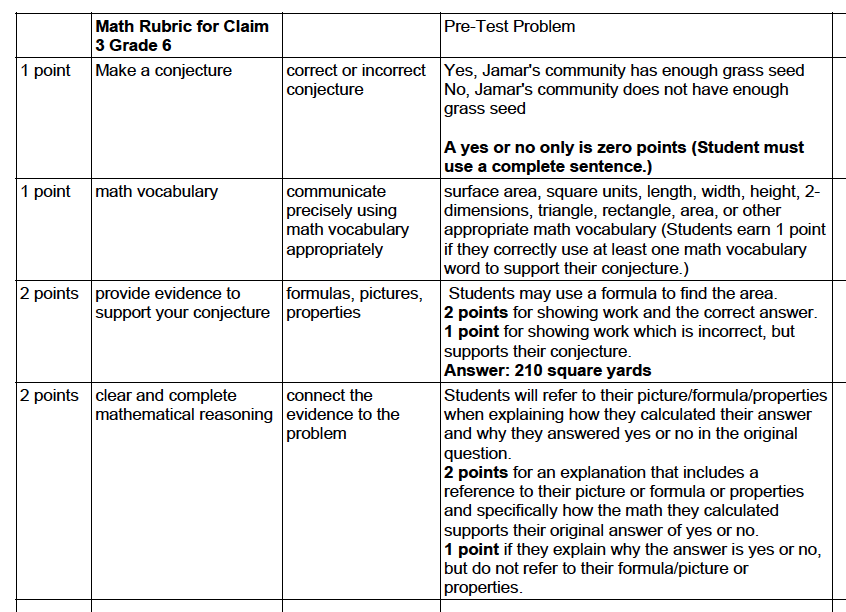 Math Rubric for Claim
3 Grade 6
Pre-Test Problem
1 point
Make a conjecture
correct or incorrect
conjecture
Yes, Jamar's community has enough grass seed
No, Jamar's community does not have enough
grass seed
A yes or no only is zero points (Student must
use a complete sentence.)
1 point
math vocabulary
communicate
precisely using
math vocabulary
appropriately
surface area, square units, length, width, height, 2-
dimensions, triangle, rectangle, area, or other
appropriate math vocabulary (Students earn 1 point
if they correctly use at least one math vocabulary
word to support their conjecture.)
2 points
provide evidence to
support your conjecture
formulas, pictures,
properties
Students may use a formula to find the area.
2 points for showing work and the correct answer.
1 point for showing work which is incorrect, but
supports their conjecture.
Answer: 210 square yards
2 points
clear and complete
mathematical reasoning
connect the
evidence to the
problem
Students will refer to their picture/formula/properties
when explaining how they calculated their answer
and why they answered yes or no in the original
question.
2 points for an explanation that includes a
reference to their picture or formula or properties
and specifically how the math they calculated
supports their original answer of yes or no.
1 point if they explain why the answer is yes or no,
but do not refer to their formula/picture or
properties.